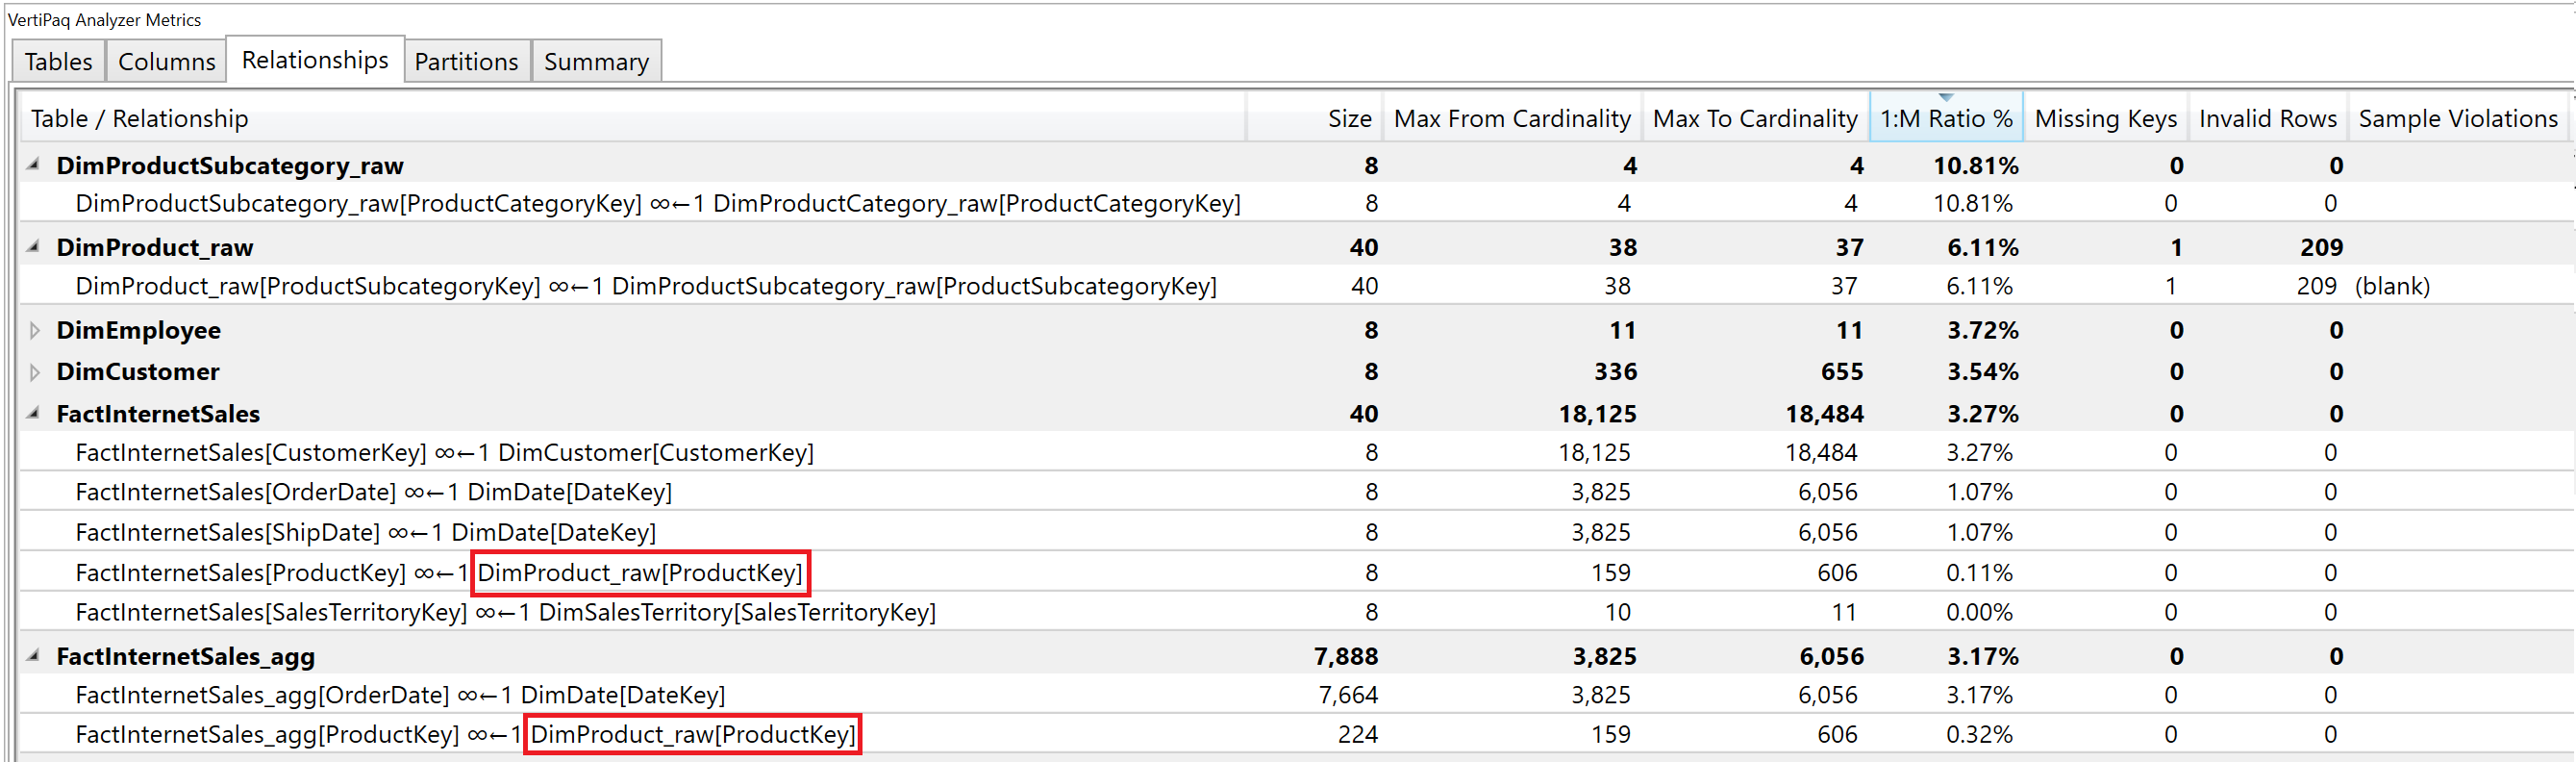 VertiPaq Analyzer Metrics
Tables Columns Relationships Partitions Summary
Table / Relationship Size Max From Cardinality Max To Cardinality 1:M Ratio % Missing Keys Invalid Rows Sample Violations
DimProductSubcategory_raw 8 4 4 10.81% 0 0
DimProductSubcategory_raw[ProductCategoryKey] ∞←1 DimProductCategory_raw[ProductCategoryKey] 8 4 4 10.81% 0 0
DimProduct_raw 40 38 37 6.11% 1 209
DimProduct_raw[ProductSubcategoryKey] ∞←1 DimProductSubcategory_raw[ProductSubcategoryKey] 40 38 37 6.11% 1 209 (blank)
DimEmployee 8 11 11 3.72% 0 0
DimCustomer 8 336 655 3.54% 0 0
FactInternetSales 40 18,125 18,484 3.27% 0 0
FactInternetSales[CustomerKey] ∞←1 DimCustomer[CustomerKey] 8 18,125 18,484 3.27% 0 0
FactInternetSales[OrderDate] ∞←1 DimDate[DateKey] 8 3,825 6,056 1.07% 0 0
FactInternetSales[ShipDate] ∞←1 DimDate[DateKey] 8 3,825 6,056 1.07% 0 0
FactInternetSales[ProductKey] ∞←1 DimProduct_raw[ProductKey] 8 159 606 0.11% 0 0
FactInternetSales[SalesTerritoryKey] ∞←1 DimSalesTerritory[SalesTerritoryKey] 8 10 11 0.00% 0 0
FactInternetSales_agg 7,888 3,825 6,056 3.17% 0 0
FactInternetSales_agg[OrderDate] ∞←1 DimDate[DateKey] 7,664 3,825 6,056 3.17% 0 0
FactInternetSales_agg[ProductKey] ∞←1 DimProduct_raw[ProductKey] 224 159 606 0.32% 0 0